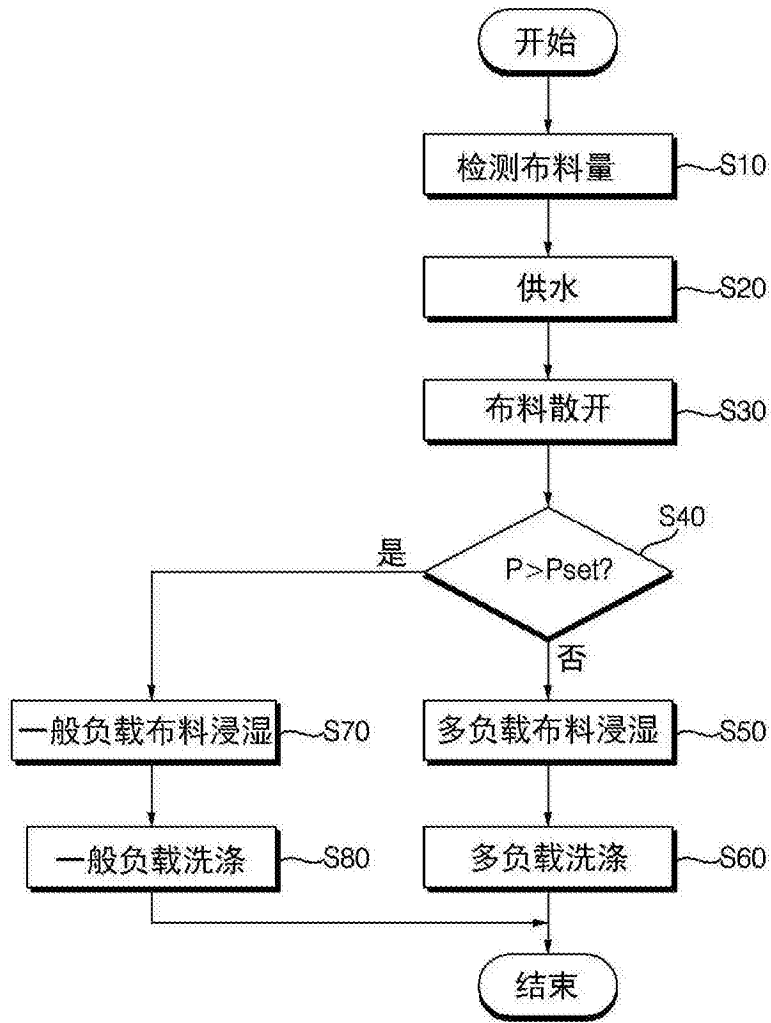 开始
检测布料量
S10
供水
S20
布料散开
S30
S40
P>Pset?
是
否
一般负载布料浸湿
S70
多负载布料浸湿
S50
一般负载洗涤
S80
多负载洗涤
S60
结束